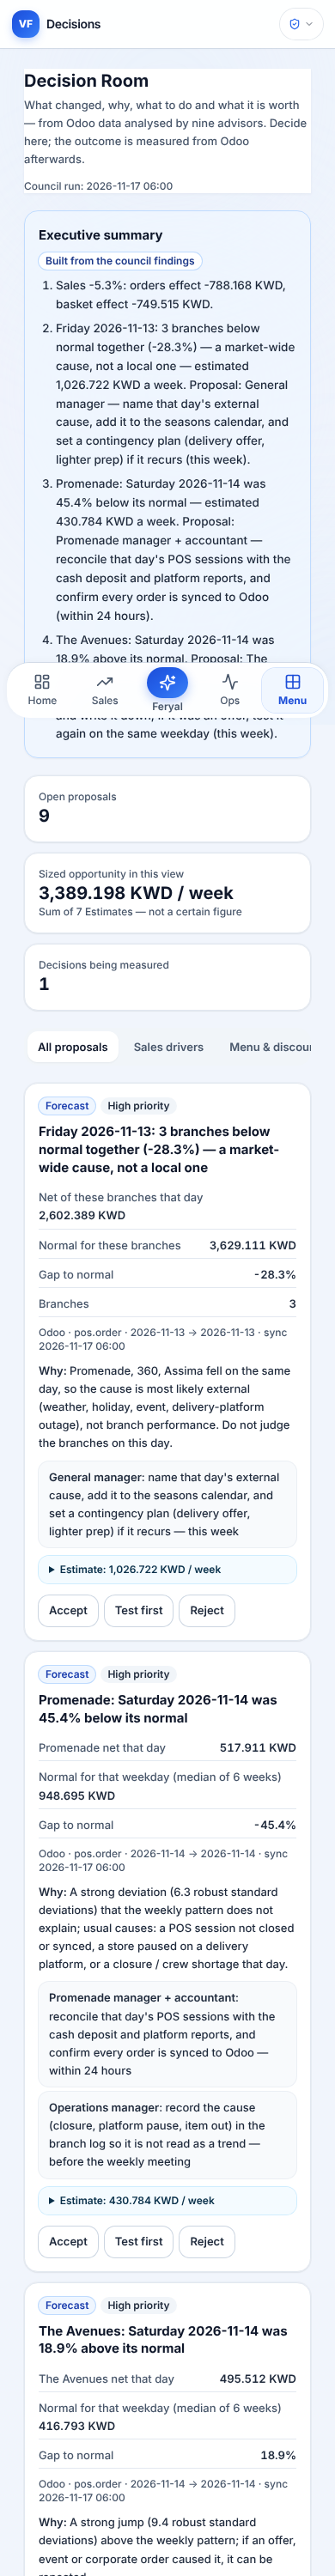 VF Decisions
Decision Room
What changed, why, what to do and what it is worth
— from Odoo data analysed by nine advisors. Decide
here; the outcome is measured from Odoo
afterwards.
Council run: 2026-11-17 06:00
Executive summary
Built from the council findings
1. Sales -5.3%: orders effect -788.168 KWD,
basket effect -749.515 KWD.
2. Friday 2026-11-13: 3 branches below
normal together (-28.3%) — a market-wide
cause, not a local one — estimated
1,026.722 KWD a week. Proposal: General
manager — name that day's external
cause, add it to the seasons calendar, and
set a contingency plan (delivery offer,
lighter prep) if it recurs (this week).
3. Promenade: Saturday 2026-11-14 was
45.4% below its normal — estimated
430.784 KWD a week. Proposal:
Promenade manager + accountant —
reconcile that day's POS sessions with the
cash deposit and platform reports, and
confirm every order is synced to Odoo
(within 24 hours).
4. The Avenues: Saturday 2026-11-14 was
18.9% above its normal. Proposal: The
Home
Sales
Feryal
Ops
Menu
again on the same weekday (this week).
Open proposals
9
Sized opportunity in this view
3,389.198 KWD / week
Sum of 7 Estimates — not a certain figure
Decisions being measured
1
All proposals Sales drivers Menu & discou
Forecast High priority
Friday 2026-11-13: 3 branches below
normal together (-28.3%) — a market-
wide cause, not a local one
Net of these branches that day
2,602.389 KWD
Normal for these branches 3,629.111 KWD
Gap to normal -28.3%
Branches 3
Odoo · pos.order · 2026-11-13 → 2026-11-13 · sync
2026-11-17 06:00
Why: Promenade, 360, Assima fell on the same
day, so the cause is most likely external
(weather, holiday, event, delivery-platform
outage), not branch performance. Do not judge
the branches on this day.
General manager: name that day's external
cause, add it to the seasons calendar, and
set a contingency plan (delivery offer,
lighter prep) if it recurs — this week
▶ Estimate: 1,026.722 KWD / week
Accept Test first Reject
Forecast High priority
Promenade: Saturday 2026-11-14 was
45.4% below its normal
Promenade net that day 517.911 KWD
Normal for that weekday (median of 6 weeks)
948.695 KWD
Gap to normal -45.4%
Odoo · pos.order · 2026-11-14 → 2026-11-14 · sync
2026-11-17 06:00
Why: A strong deviation (6.3 robust standard
deviations) that the weekly pattern does not
explain; usual causes: a POS session not closed
or synced, a store paused on a delivery
platform, or a closure / crew shortage that day.
Promenade manager + accountant:
reconcile that day's POS sessions with the
cash deposit and platform reports, and
confirm every order is synced to Odoo —
within 24 hours
Operations manager: record the cause
(closure, platform pause, item out) in the
branch log so it is not read as a trend —
before the weekly meeting
▶ Estimate: 430.784 KWD / week
Accept Test first Reject
Forecast High priority
The Avenues: Saturday 2026-11-14 was
18.9% above its normal
The Avenues net that day 495.512 KWD
Normal for that weekday (median of 6 weeks)
416.793 KWD
Gap to normal 18.9%
Odoo · pos.order · 2026-11-14 → 2026-11-14 · sync
2026-11-17 06:00
Why: A strong jump (9.4 robust standard
deviations) above the weekly pattern; if an offer,
event or corporate order caused it, it can be